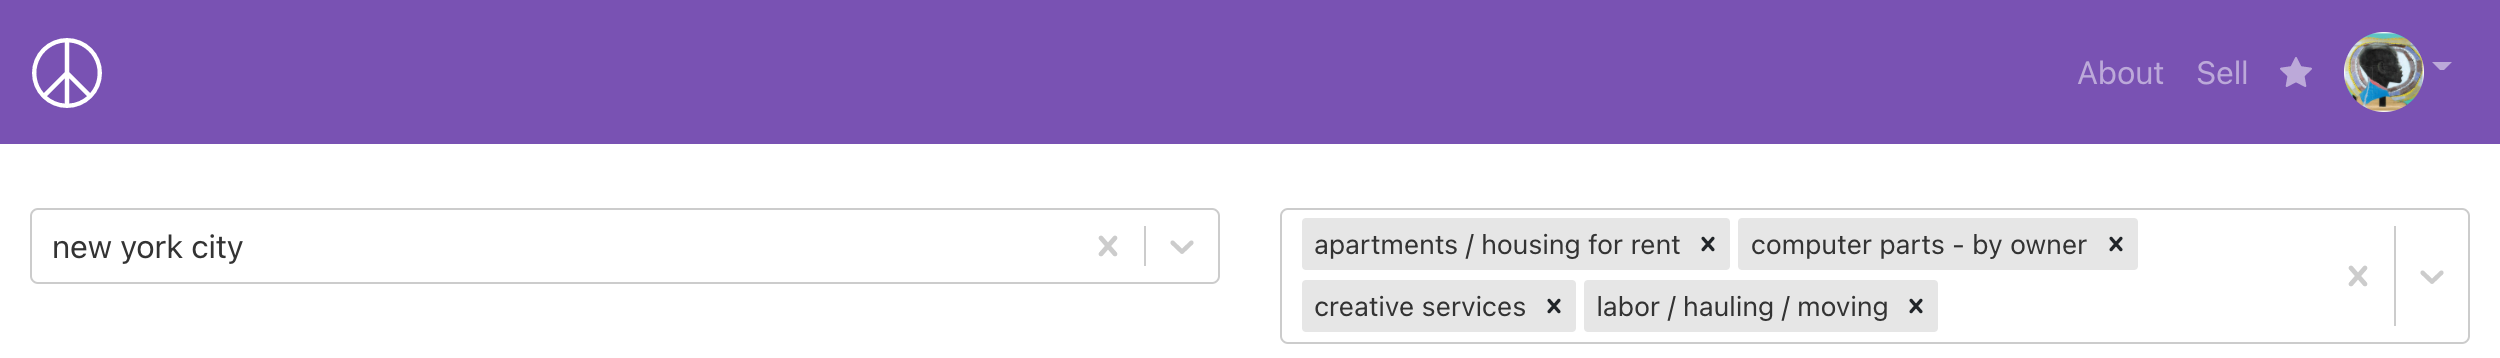 About Sell
new york city
apartments / housing for rent computer parts - by owner
creative services labor / hauling / moving